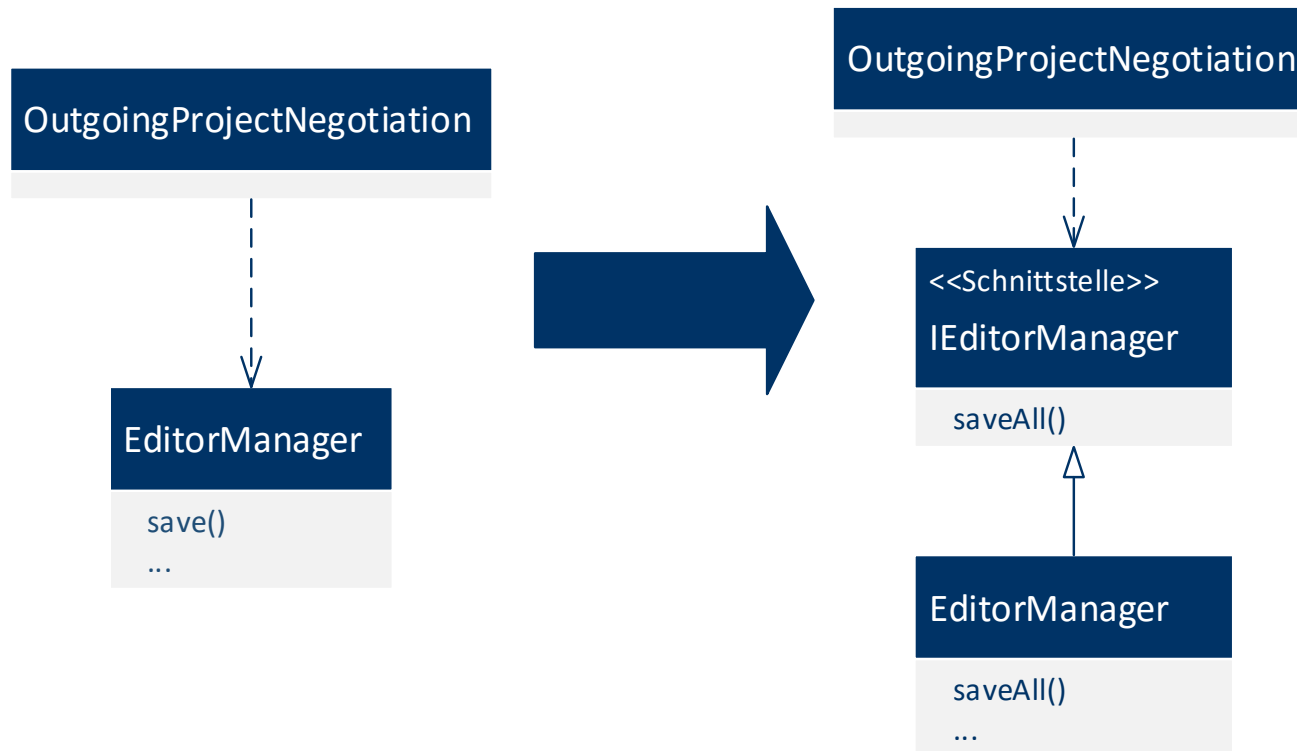 OutgoingProjectNegotiation
EditorManager
save()
...
OutgoingProjectNegotiation
<<Schnittstelle>>
IEditorManager
saveAll()
EditorManager
saveAll()
...